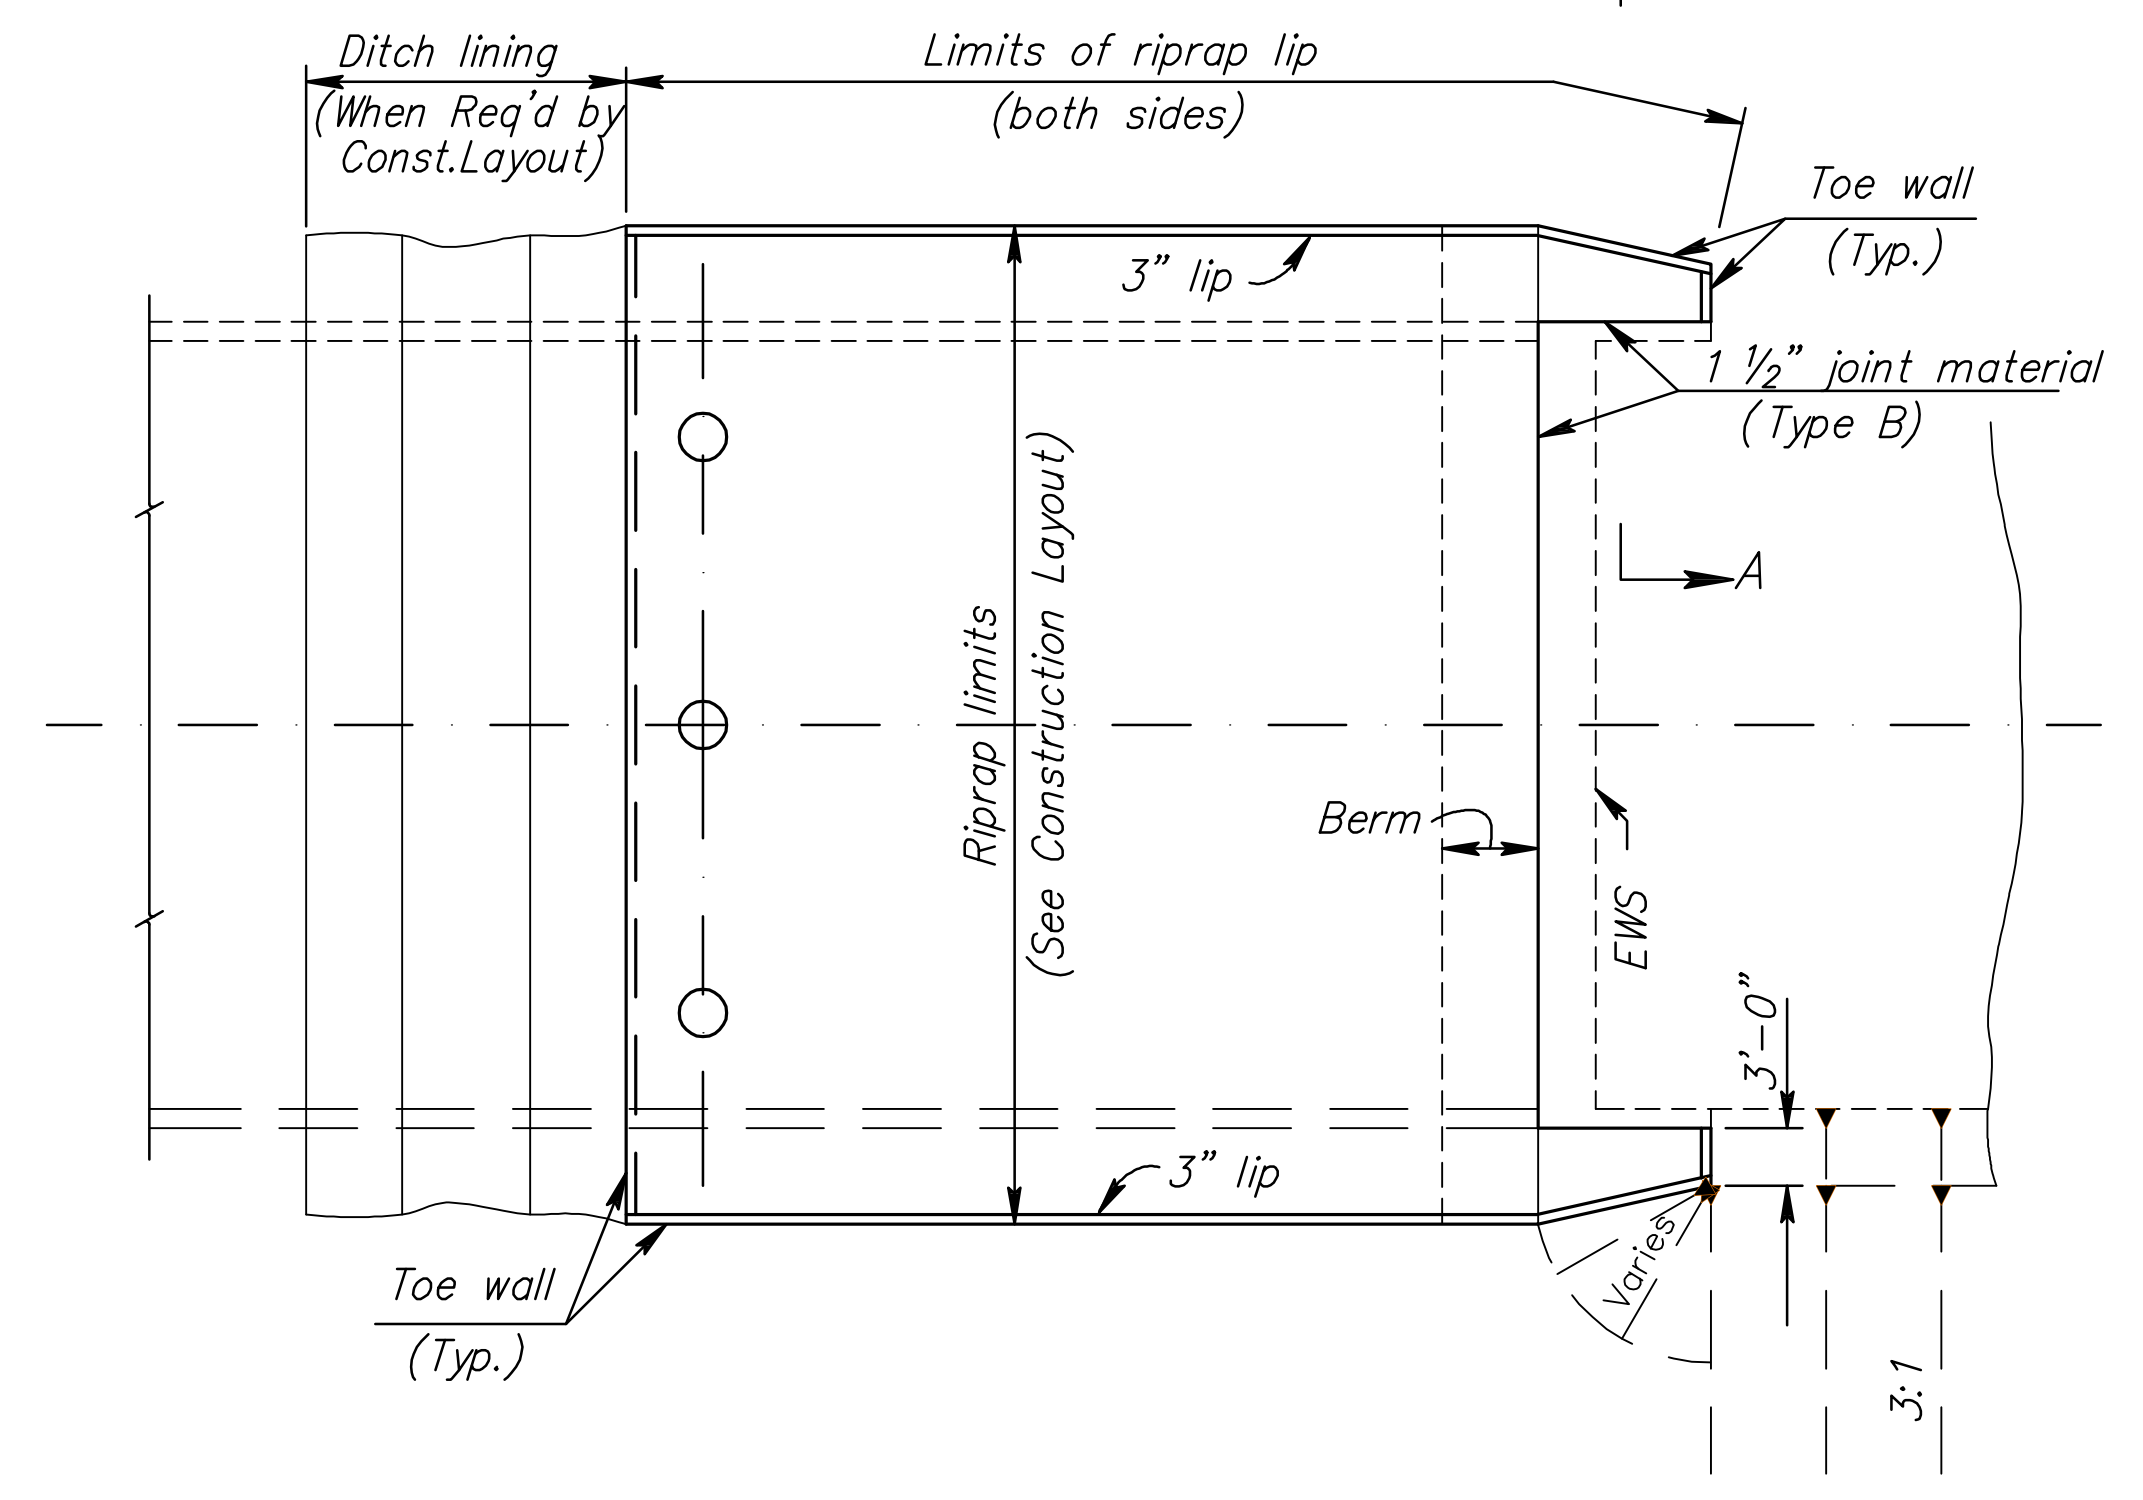 Ditch lining
(When Req'd by
Const.Layout)
Limits of riprap lip
(both sides)
Toe wall
(Typ.)
3" lip
1 ½" joint material
(Type B)
A
Riprap limits
(See Construction Layout)
Berm
EWS
3'-0"
3" lip
Varies
Toe wall
(Typ.)
3:1